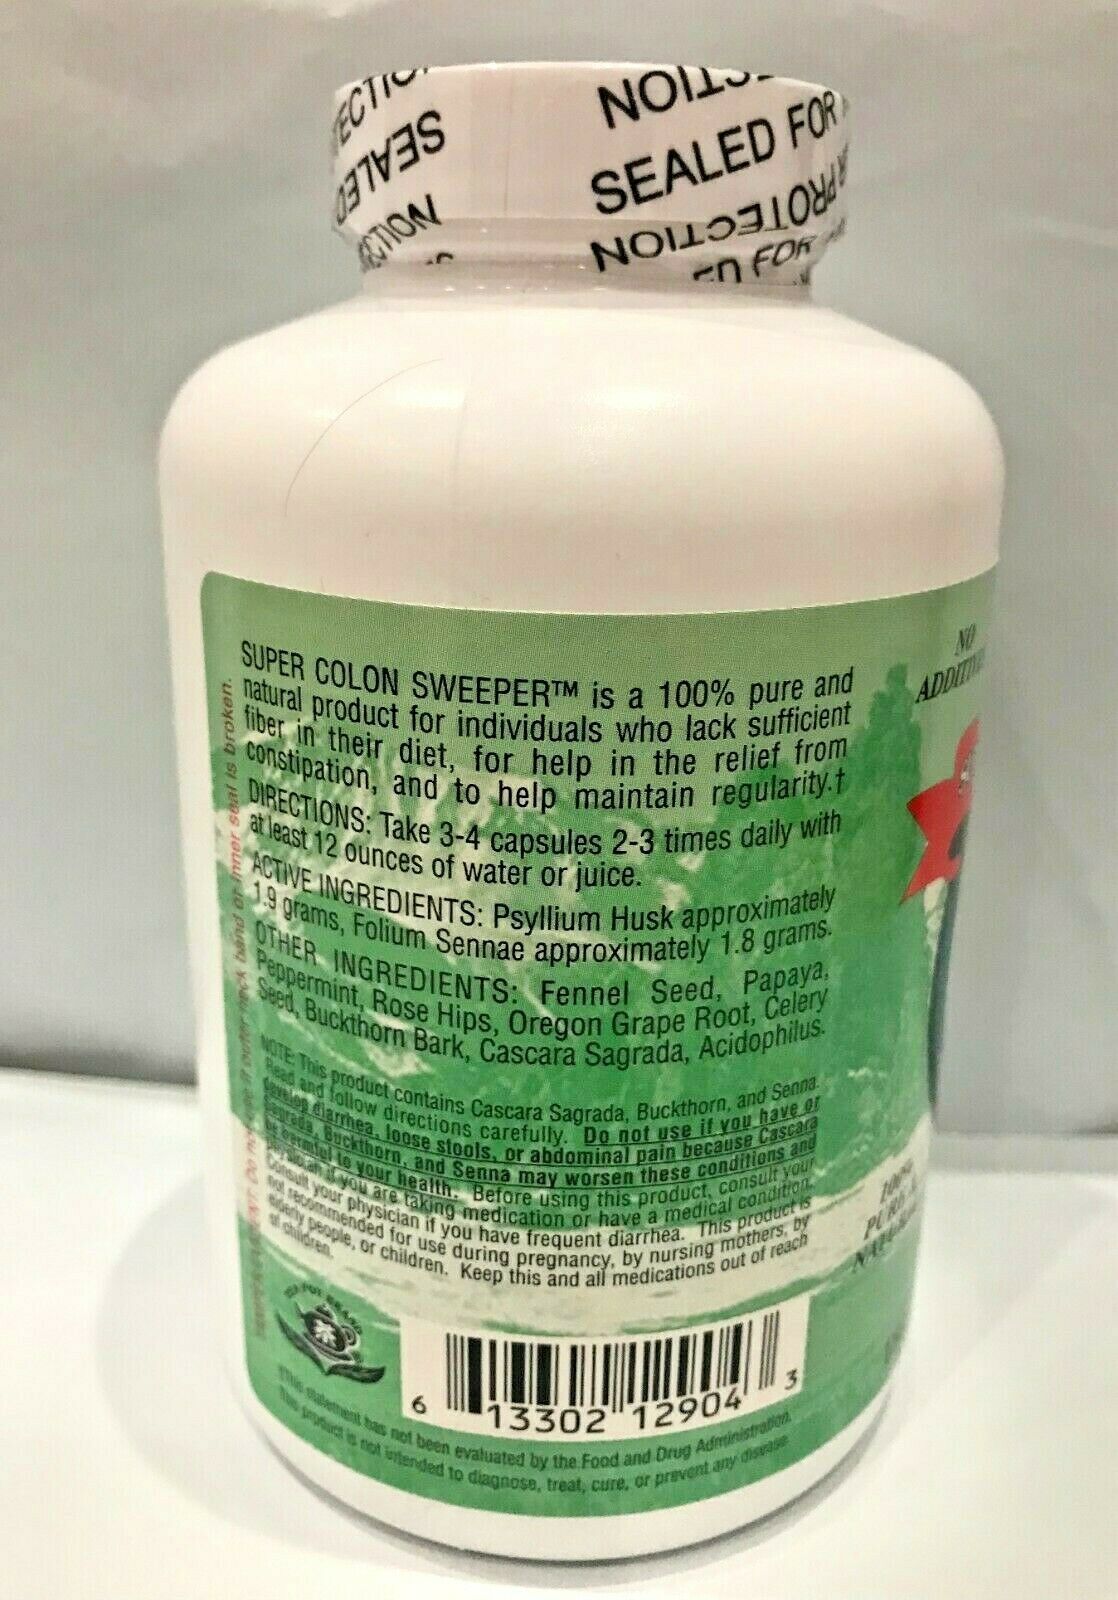 SEALED
NOIT
SEALED FOR
PROTECTION
SUPER COLON SWEEPER™ is a 100% pure and
natural product for individuals who lack sufficient
fiber in their diet, for help in the relief from
constipation, and to help maintain regularity.†
DIRECTIONS: Take 3-4 capsules 2-3 times daily with
at least 12 ounces of water or juice.
ACTIVE INGREDIENTS: Psyllium Husk approximately
1.9 grams, Folium Sennae approximately 1.8 grams.
OTHER INGREDIENTS: Fennel Seed, Papaya,
Peppermint, Rose Hips, Oregon Grape Root, Celery
Seed, Buckthorn Bark, Cascara Sagrada, Acidophilus.
NOTE: This product contains Cascara Sagrada, Buckthorn, and Senna.
Read and follow directions carefully. Do not use if you have or
develop diarrhea, loose stools, or abdominal pain because Cascara
Sagrada, Buckthorn, and Senna may worsen these conditions and
be harmful to your health. Before using this product, consult your
physician if you are taking medication or have a medical condition.
Consult your physician if you have frequent diarrhea. This product is
not recommended for use during pregnancy, by nursing mothers, by
elderly people, or children. Keep this and all medications out of reach
of children.
6 13302 12904 3
†This statement has not been evaluated by the Food and Drug Administration.
This product is not intended to diagnose, treat, cure, or prevent any disease.
inner seal is broken.
NO
100%